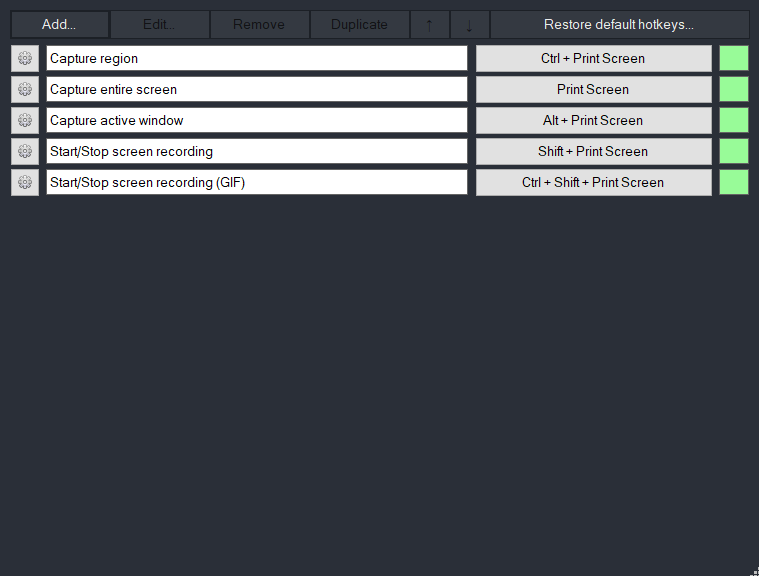 Add... Edit... Remove Duplicate ↑ ↓ Restore default hotkeys...
Capture region Ctrl + Print Screen
Capture entire screen Print Screen
Capture active window Alt + Print Screen
Start/Stop screen recording Shift + Print Screen
Start/Stop screen recording (GIF) Ctrl + Shift + Print Screen